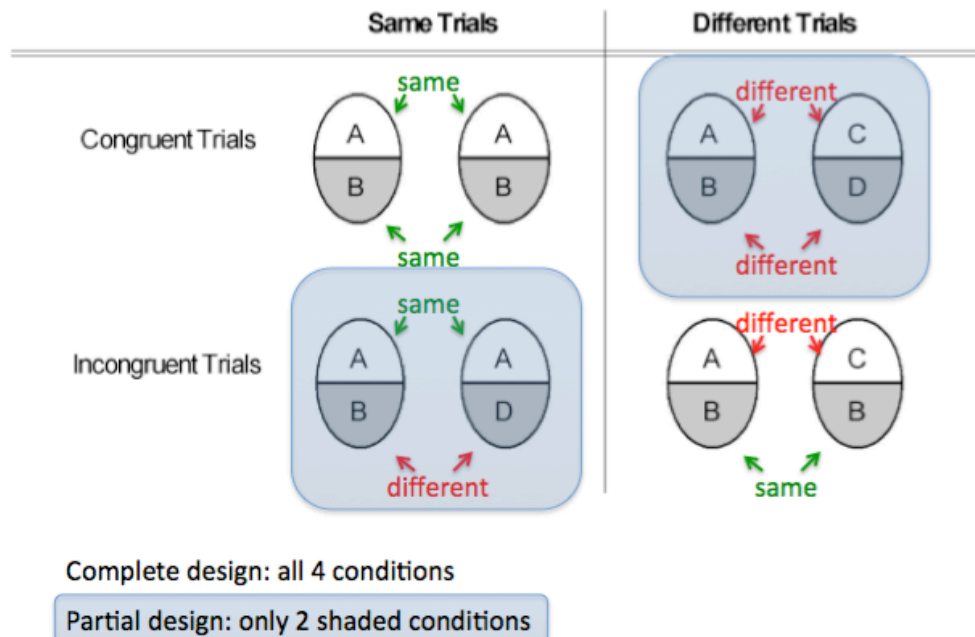 Same Trials
Different Trials
same
different
Congruent Trials
A
A
A
C
B
B
B
D
same
different
same
different
Incongruent Trials
A
A
A
C
B
D
B
B
different
same
Complete design: all 4 conditions
Partial design: only 2 shaded conditions